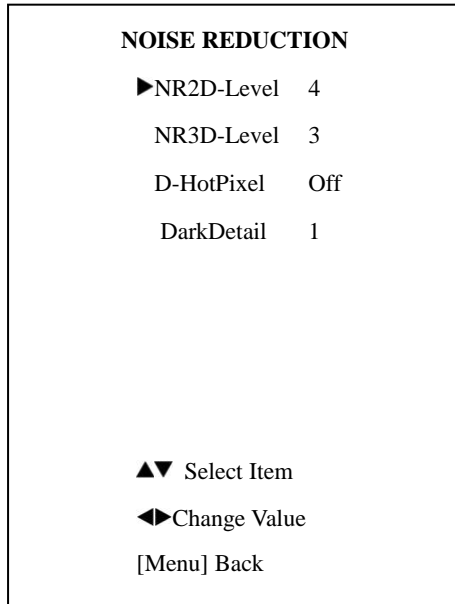 NOISE REDUCTION
▶NR2D-Level 4
NR3D-Level 3
D-HotPixel Off
DarkDetail 1
▲▼ Select Item
◀▶Change Value
[Menu] Back